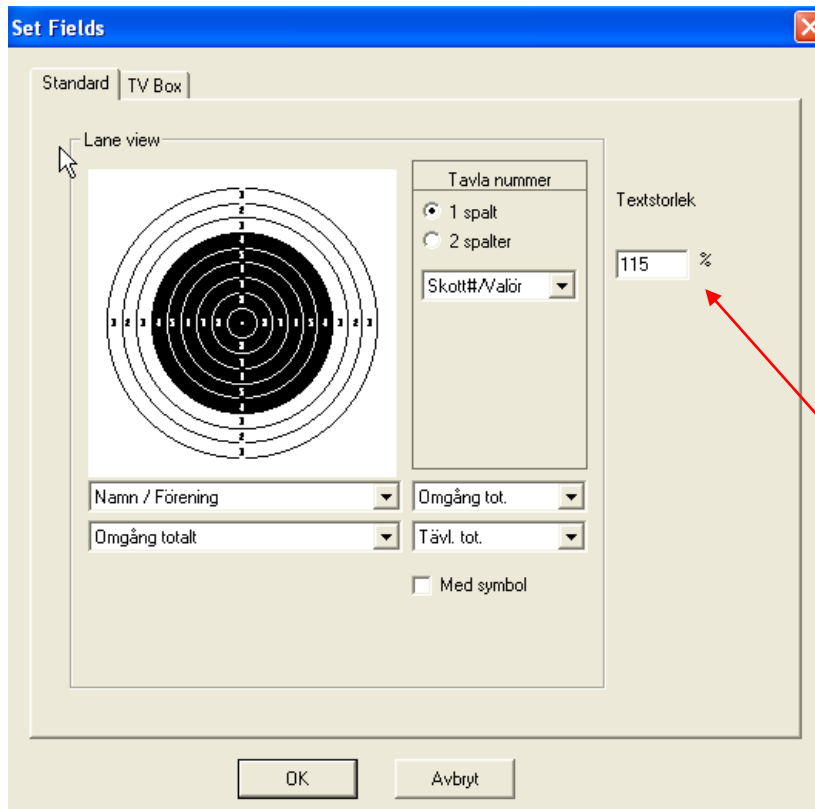 Set Fields
Standard
TV Box
Lane view
Tavla nummer
1 spalt
2 spalter
Skott#/Valör
Textstorlek
115 %
Namn / Förening
Omgång tot.
Omgång totalt
Tävl. tot.
Med symbol
OK
Avbryt